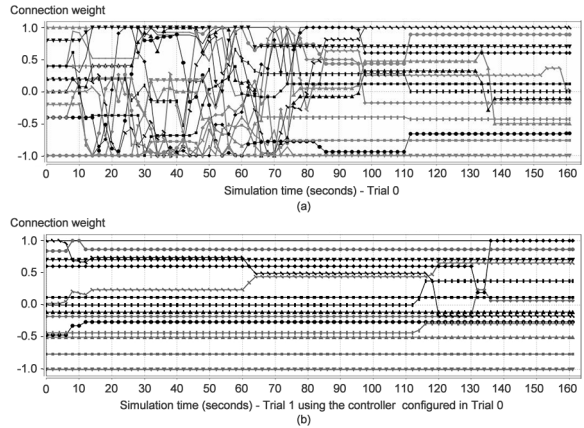 Connection weight
1.0
0.5
0.0
-0.5
-1.0
0 10 20 30 40 50 60 70 80 90 100 110 120 130 140 150 160
Simulation time (seconds) - Trial 0
(a)
Connection weight
1.0
0.5
0.0
-0.5
-1.0
0 10 20 30 40 50 60 70 80 90 100 110 120 130 140 150 160
Simulation time (seconds) - Trial 1 using the controller configured in Trial 0
(b)